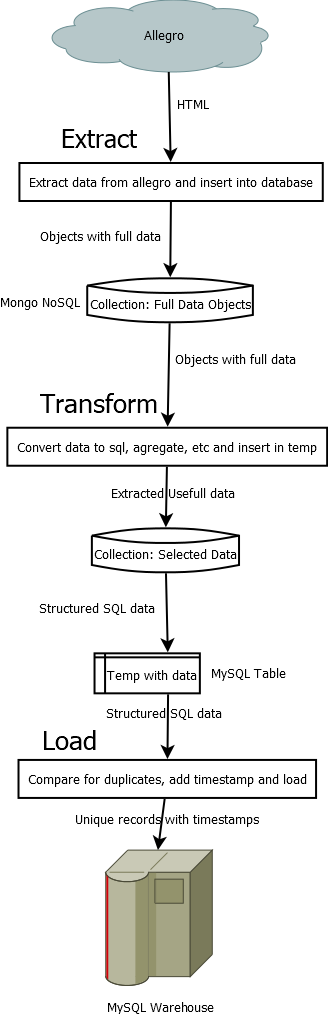 Allegro
HTML
Extract
Extract data from allegro and insert into database
Objects with full data
Mongo NoSQL
Collection: Full Data Objects
Objects with full data
Transform
Convert data to sql, agregate, etc and insert in temp
Extracted Usefull data
Collection: Selected Data
Structured SQL data
Temp with data
MySQL Table
Structured SQL data
Load
Compare for duplicates, add timestamp and load
Unique records with timestamps
MySQL Warehouse